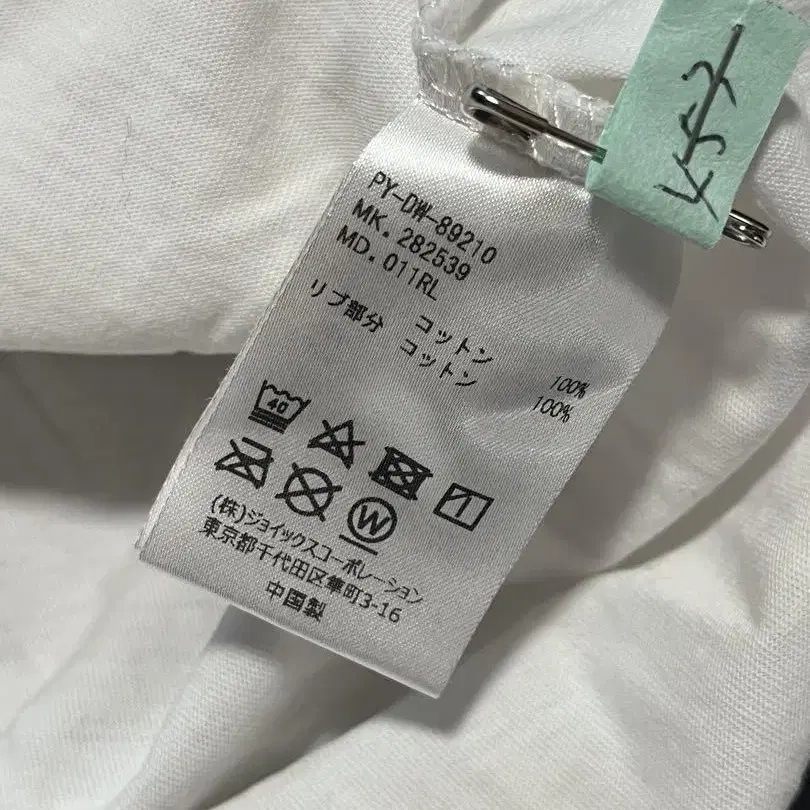 457
PY-DW-89210
MK. 282539
MD. 011RL
コットン 100%
リブ部分 コットン 100%
40
W
(株)ジョイックスコーポレーション
東京都千代田区隼町3-16
中国製